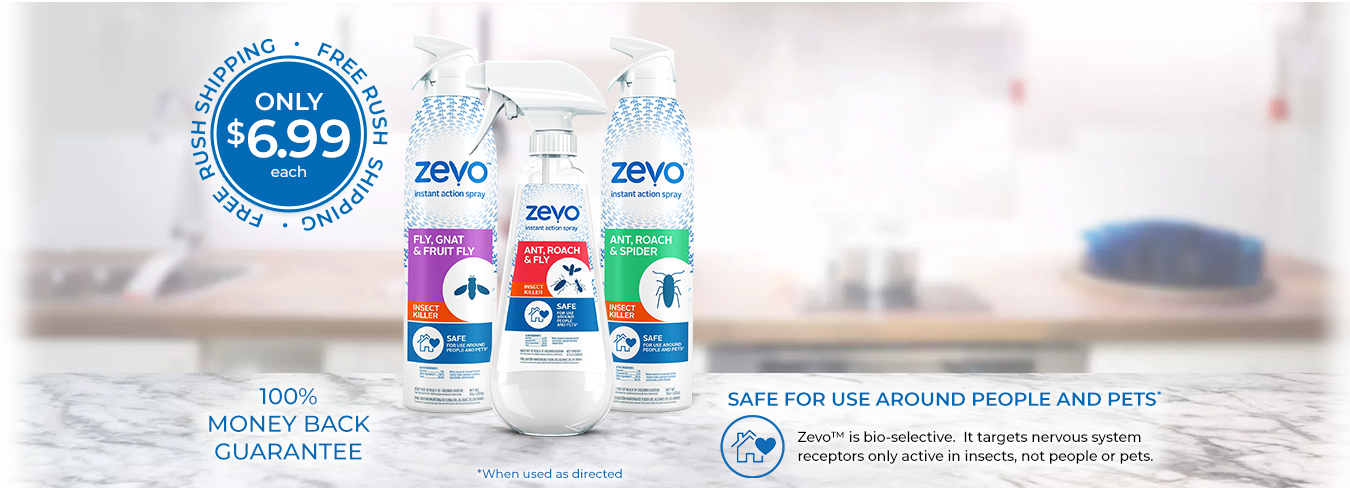 FREE RUSH SHIPPING • FREE RUSH SHIPPING •
ONLY
$6.99
each
zevo™
instant action spray
FLY, GNAT
& FRUIT FLY
INSECT
KILLER
SAFE
FOR USE AROUND
PEOPLE AND PETS*
zevo™
instant action spray
ANT, ROACH
& FLY
INSECT
KILLER
SAFE
FOR USE
AROUND
PEOPLE
AND PETS*
zevo™
instant action spray
ANT, ROACH
& SPIDER
INSECT
KILLER
SAFE
FOR USE AROUND
PEOPLE AND PETS*
100%
MONEY BACK
GUARANTEE
*When used as directed
SAFE FOR USE AROUND PEOPLE AND PETS*
Zevo™ is bio-selective. It targets nervous system
receptors only active in insects, not people or pets.